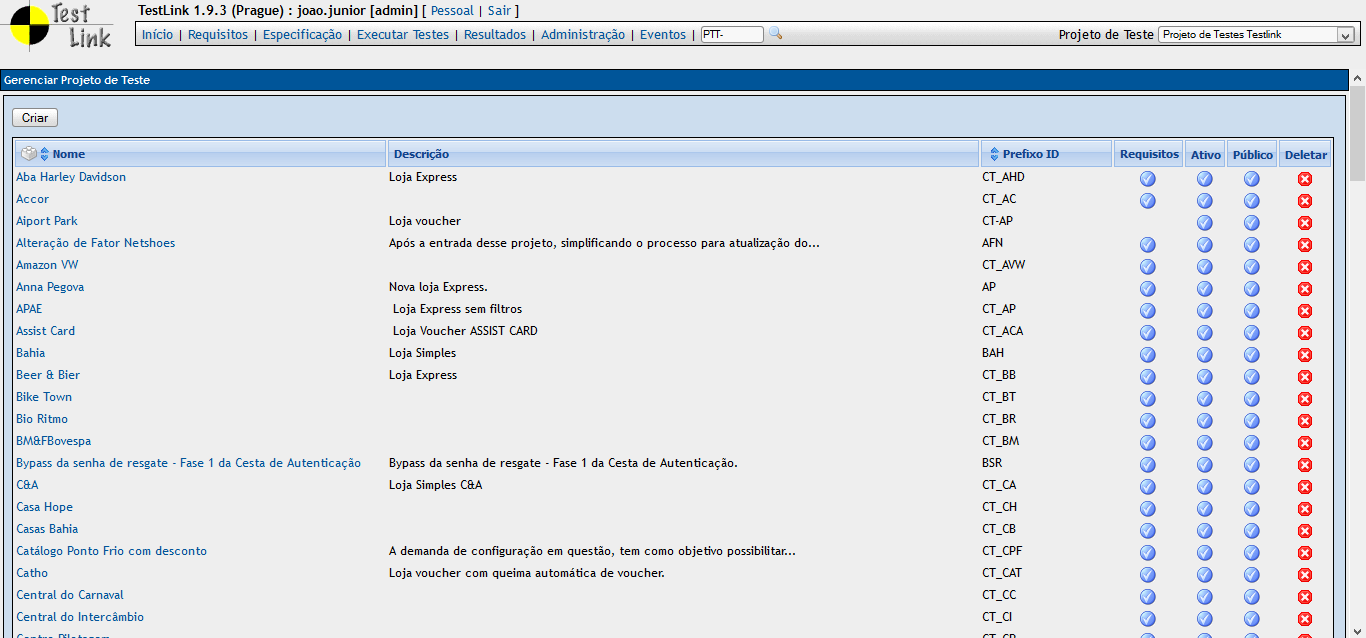 Test Link
TestLink 1.9.3 (Prague) : joao.junior [admin] [ Pessoal | Sair ]
Início | Requisitos | Especificação | Executar Testes | Resultados | Administração | Eventos | PTT- Projeto de Teste Projeto de Testes Testlink
Gerenciar Projeto de Teste
Criar
Nome Descrição Prefixo ID Requisitos Ativo Público Deletar
Aba Harley Davidson Loja Express CT_AHD
Accor CT_AC
Aiport Park Loja voucher CT-AP
Alteração de Fator Netshoes Após a entrada desse projeto, simplificando o processo para atualização do... AFN
Amazon VW CT_AVW
Anna Pegova Nova loja Express. AP
APAE Loja Express sem filtros CT_AP
Assist Card Loja Voucher ASSIST CARD CT_ACA
Bahia Loja Simples BAH
Beer & Bier Loja Express CT_BB
Bike Town CT_BT
Bio Ritmo CT_BR
BM&FBovespa CT_BM
Bypass da senha de resgate - Fase 1 da Cesta de Autenticação Bypass da senha de resgate - Fase 1 da Cesta de Autenticação. BSR
C&A Loja Simples C&A CT_CA
Casa Hope CT_CH
Casas Bahia CT_CB
Catálogo Ponto Frio com desconto A demanda de configuração em questão, tem como objetivo possibilitar... CT_CPF
Catho Loja voucher com queima automática de voucher. CT_CAT
Central do Carnaval CT_CC
Central do Intercâmbio CT_CI